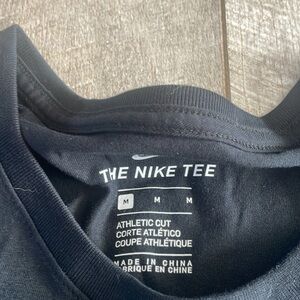 THE NIKE TEE
M M M
ATHLETIC CUT
CORTE ATLÉTICO
COUPE ATHLÉTIQUE
MADE IN CHINA
FABRIQUÉ EN CHINE